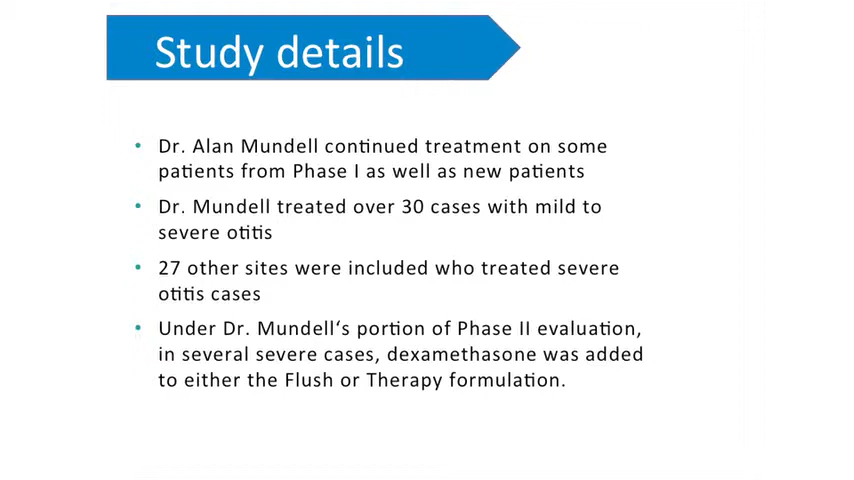 Study details
• Dr. Alan Mundell continued treatment on some
patients from Phase I as well as new patients
• Dr. Mundell treated over 30 cases with mild to
severe otitis
• 27 other sites were included who treated severe
otitis cases
• Under Dr. Mundell‘s portion of Phase II evaluation,
in several severe cases, dexamethasone was added
to either the Flush or Therapy formulation.